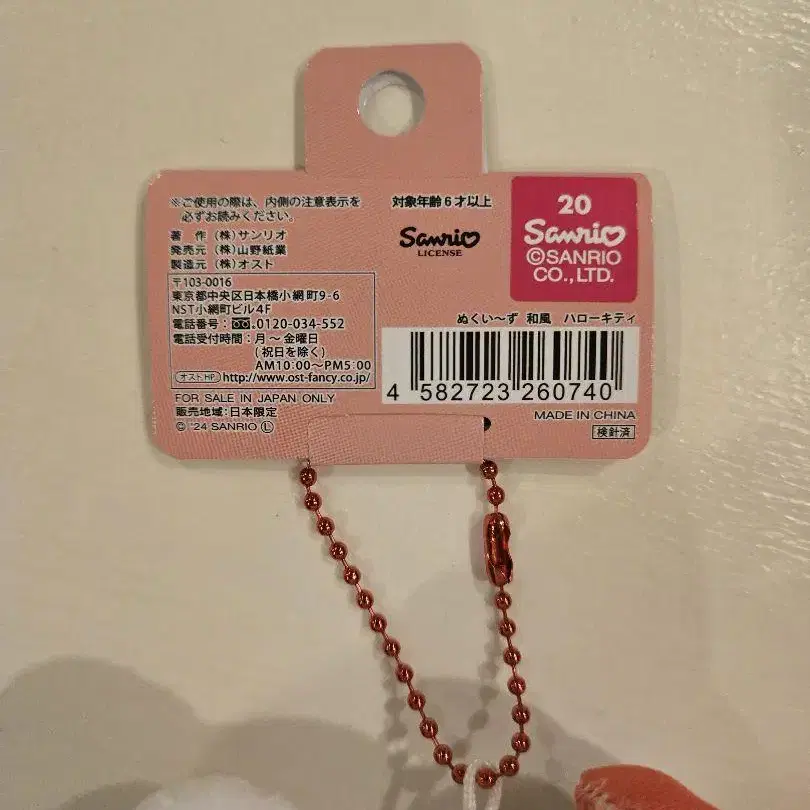 ※ご使用の際は、内側の注意表示を
必ずお読みください。
著 作 (株)サンリオ
発売元 (株)山野紙業
製造元 (株)オスト
〒103-0016
東京都中央区日本橋小網町9-6
NST小網町ビル4F
電話番号: 0120-034-552
電話受付時間:月〜金曜日
(祝日を除く)
AM10:00〜PM5:00
オストHP http://www.ost-fancy.co.jp/
FOR SALE IN JAPAN ONLY
販売地域:日本限定
© '24 SANRIO Ⓛ
対象年齢6才以上
Sanrio
LICENSE
20
Sanrio
©SANRIO
CO.,LTD.
ぬくい〜ず 和風 ハローキティ
4 582723 260740
MADE IN CHINA
検針済